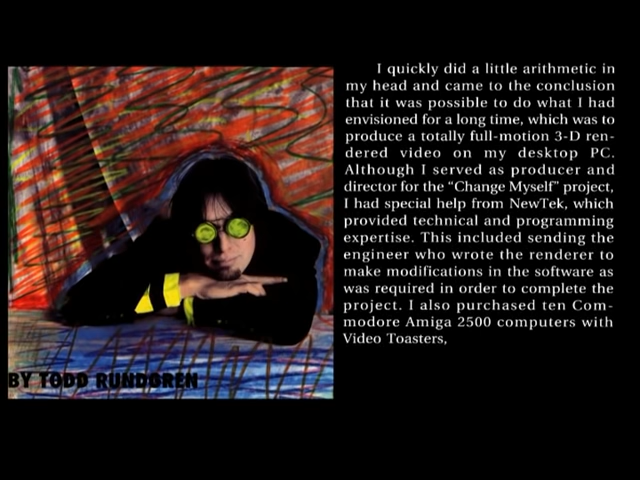 I quickly did a little arithmetic in
my head and came to the conclusion
that it was possible to do what I had
envisioned for a long time, which was to
produce a totally full-motion 3-D ren-
dered video on my desktop PC.
Although I served as producer and
director for the “Change Myself” project,
I had special help from NewTek, which
provided technical and programming
expertise. This included sending the
engineer who wrote the renderer to
make modifications in the software as
was required in order to complete the
project. I also purchased ten Com-
modore Amiga 2500 computers with
Video Toasters,
BY TODD RUNDGREN